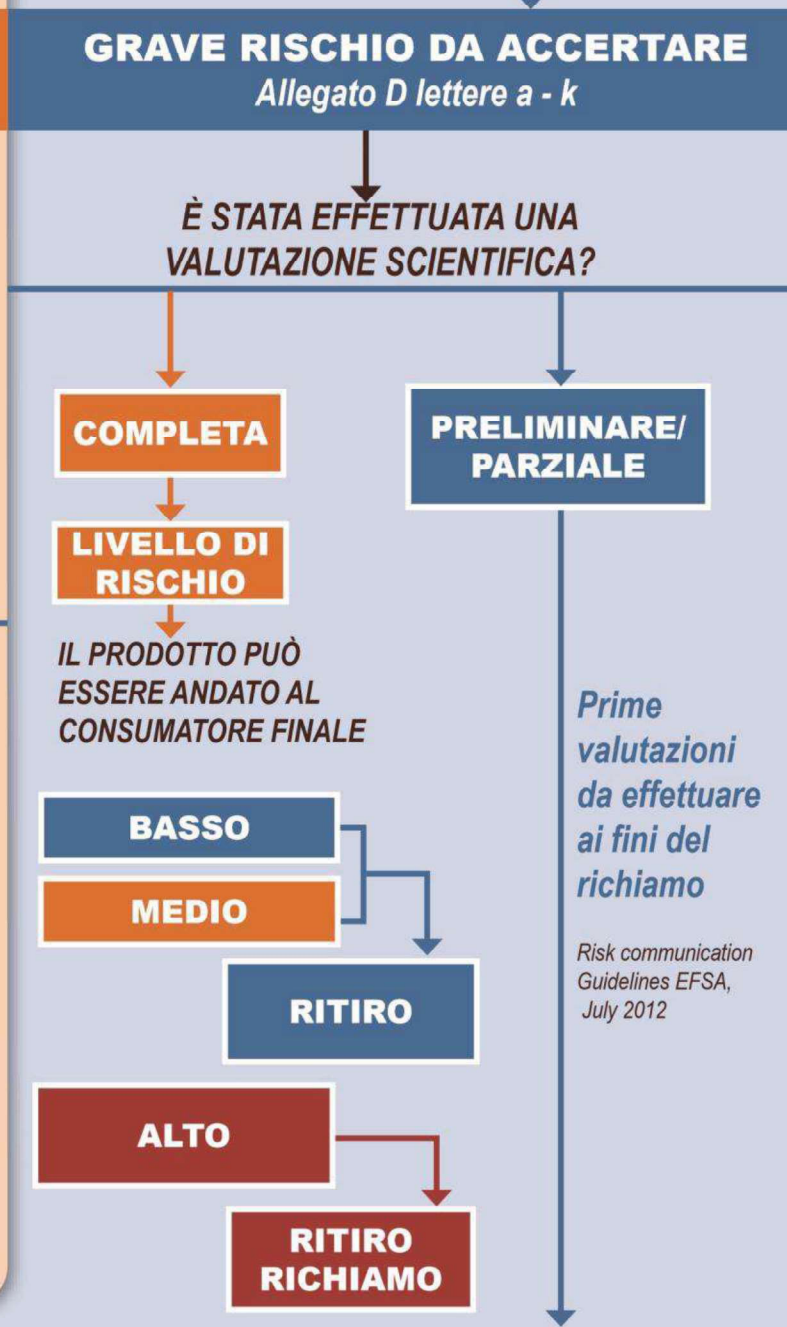 GRAVE RISCHIO DA ACCERTARE
Allegato D lettere a - k
È STATA EFFETTUATA UNA
VALUTAZIONE SCIENTIFICA?
COMPLETA
LIVELLO DI
RISCHIO
IL PRODOTTO PUÒ
ESSERE ANDATO AL
CONSUMATORE FINALE
BASSO
MEDIO
RITIRO
ALTO
RITIRO
RICHIAMO
PRELIMINARE/
PARZIALE
Prime
valutazioni
da effettuare
ai fini del
richiamo
Risk communication
Guidelines EFSA,
July 2012